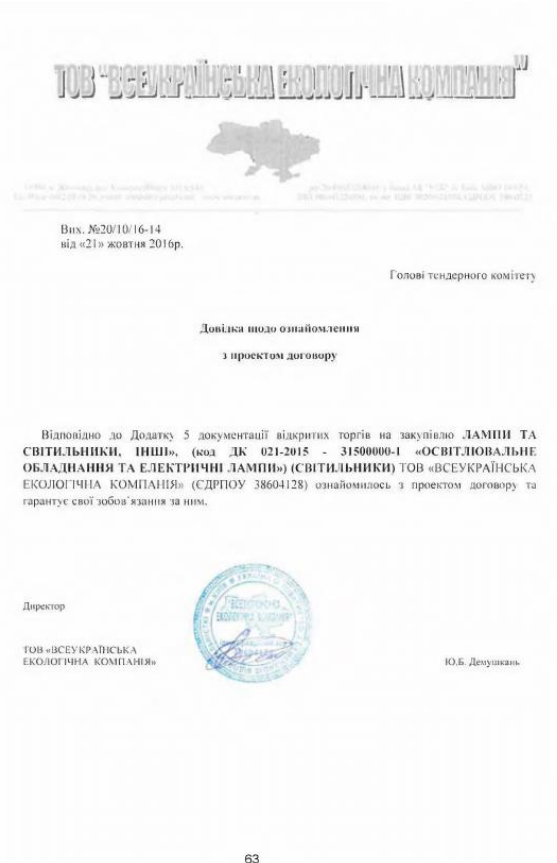 ТОВ "ВСЕУКРАЇНСЬКА ЕКОЛОГІЧНА КОМПАНІЯ"
Вих. №20/10/16-14
від «21» жовтня 2016р.
Голові тендерного комітету
Довідка щодо ознайомлення
з проектом договору
Відповідно до Додатку 5 документації відкритих торгів на закупівлю ЛАМПИ ТА
СВІТИЛЬНИКИ, ІНШІ», (код ДК 021-2015 - 31500000-1 «ОСВІТЛЮВАЛЬНЕ
ОБЛАДНАННЯ ТА ЕЛЕКТРИЧНІ ЛАМПИ») (СВІТИЛЬНИКИ) ТОВ «ВСЕУКРАЇНСЬКА
ЕКОЛОГІЧНА КОМПАНІЯ» (ЄДРПОУ 38604128) ознайомилось з проектом договору та
гарантує свої зобов'язання за ним.
Директор
"ВСЕУКРАЇНСЬКА
ЕКОЛОГІЧНА КОМПАНІЯ"
ТОВ «ВСЕУКРАЇНСЬКА
ЕКОЛОГІЧНА КОМПАНІЯ»
Ю.Б. Демушкань
63